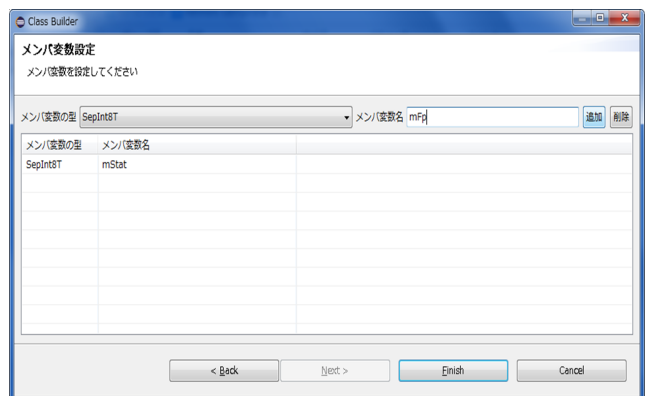 Class Builder
メンバ変数設定
メンバ変数を設定してください
メンバ変数の型 SepInt8T メンバ変数名 mFp 追加 削除
メンバ変数の型 メンバ変数名
SepInt8T mStat
< Back Next > Finish Cancel